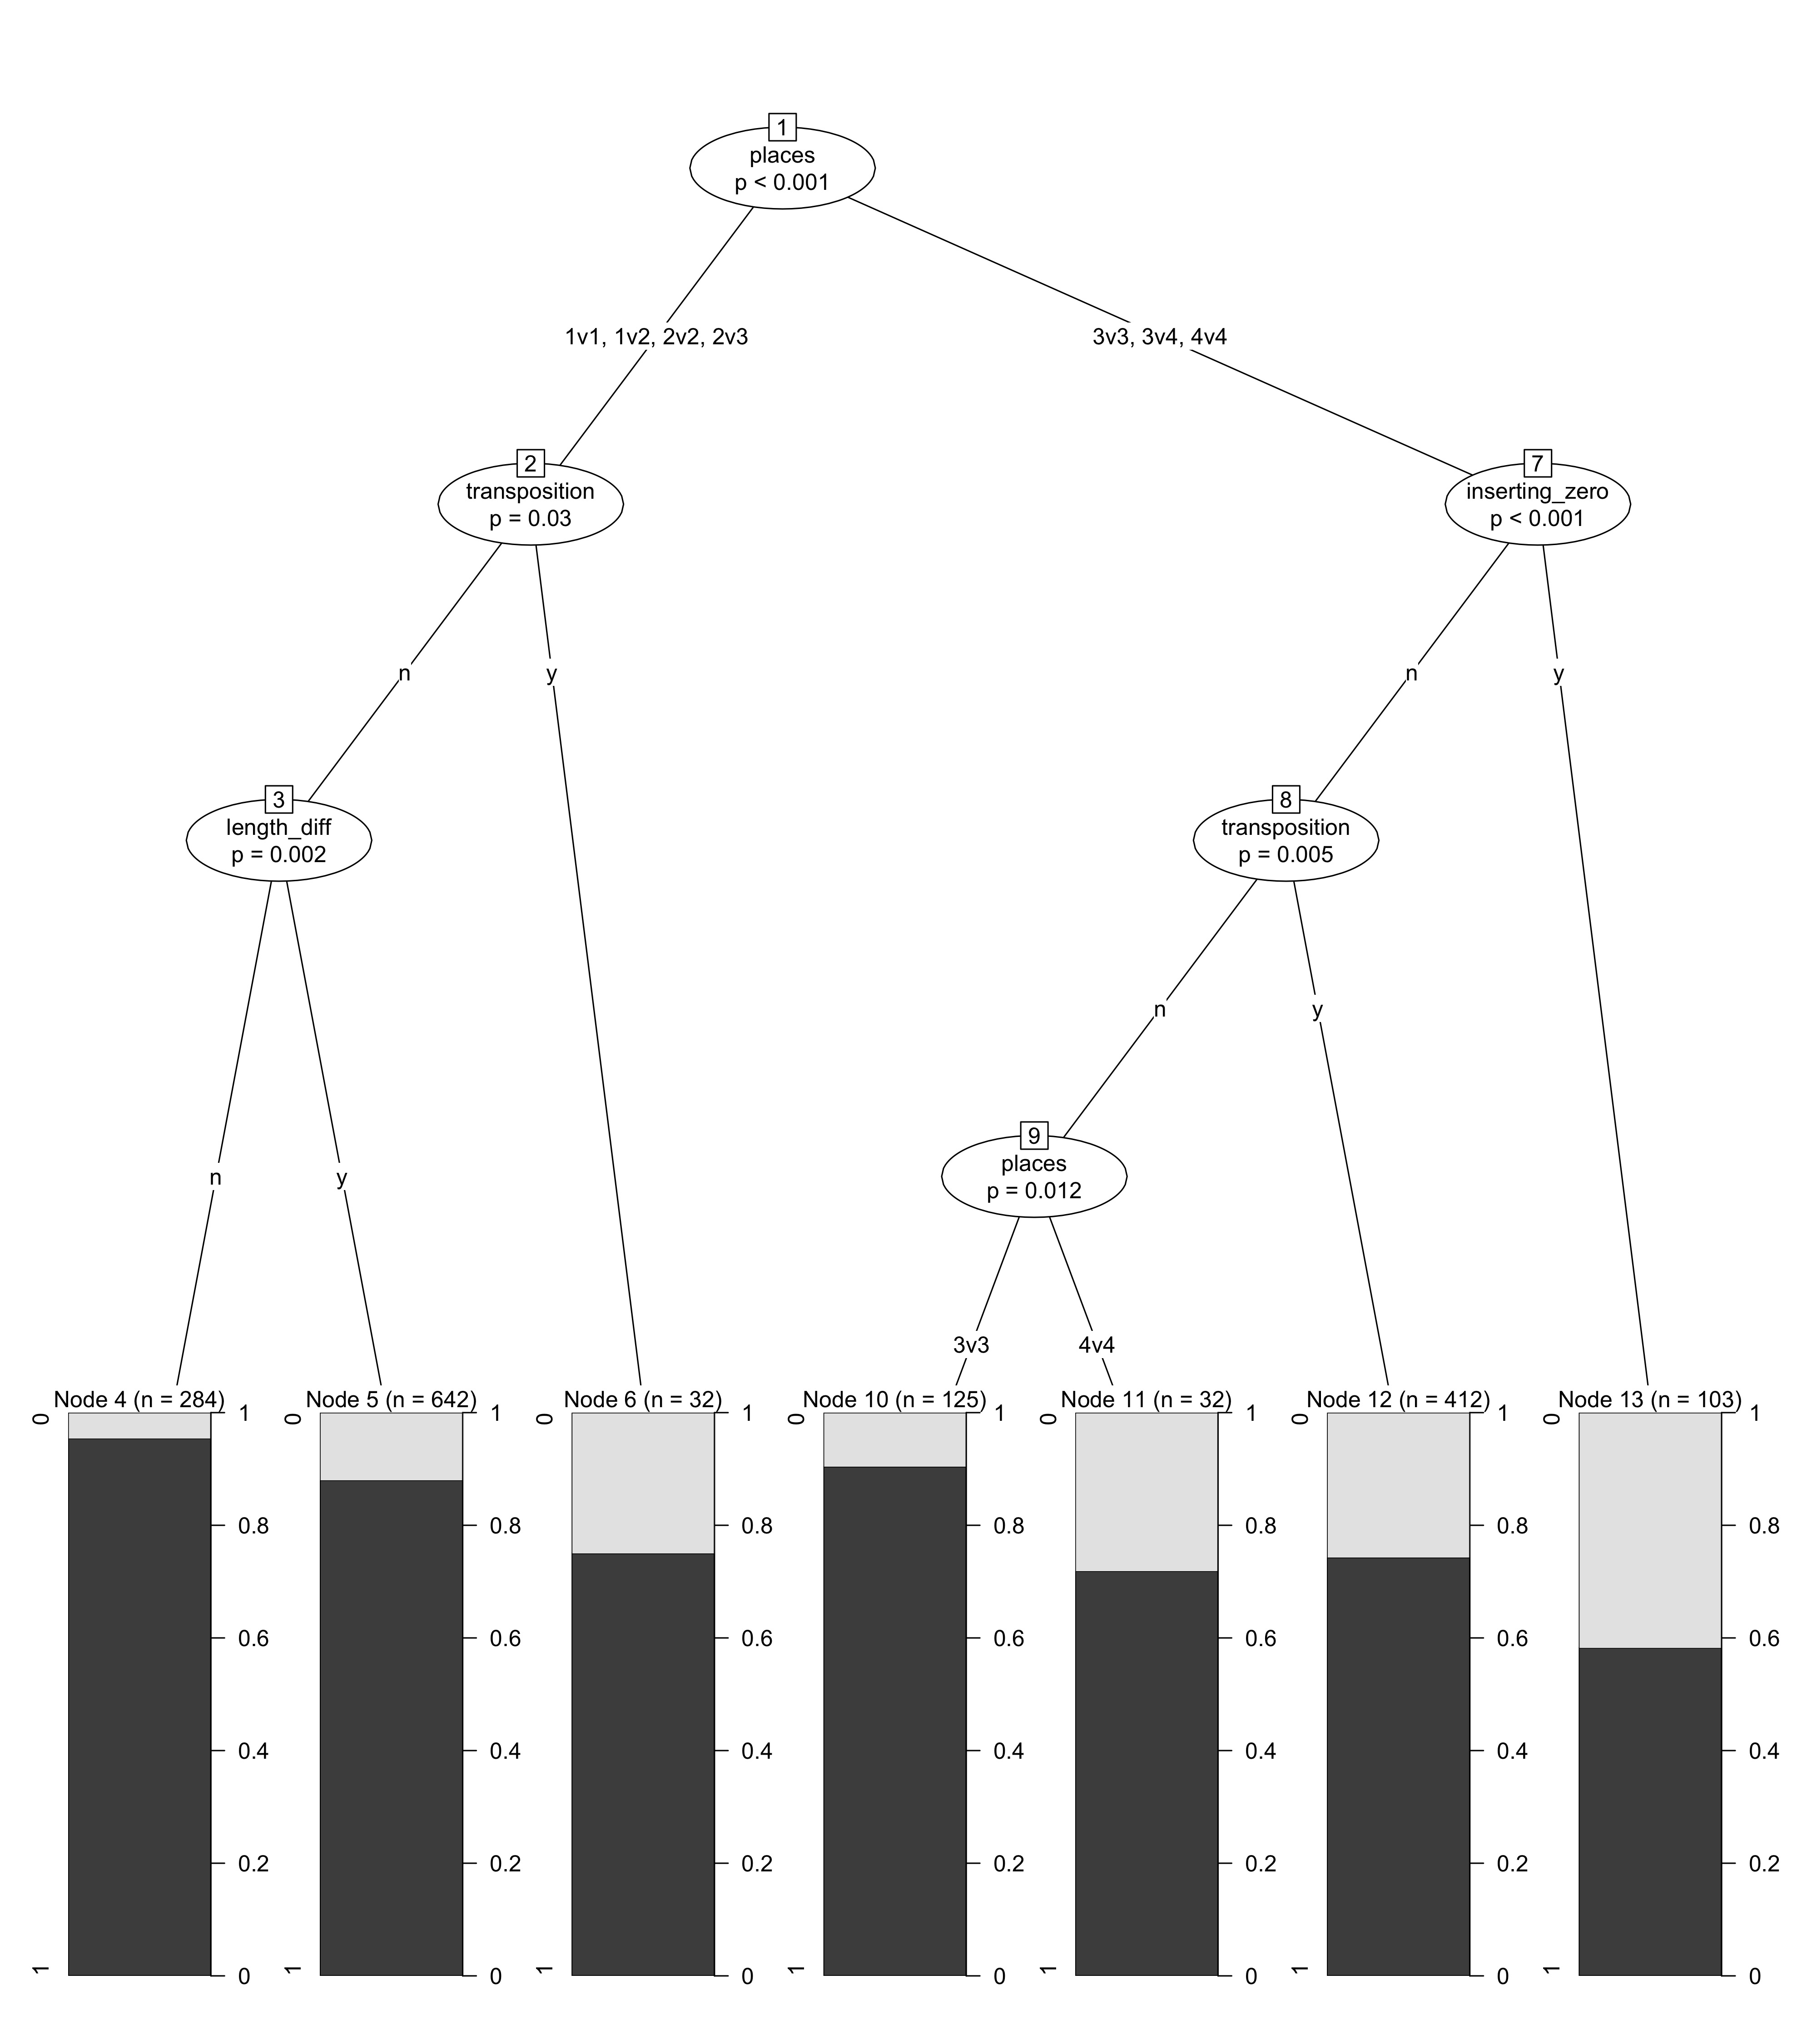 1
places
p < 0.001
1v1, 1v2, 2v2, 2v3
3v3, 3v4, 4v4
2
transposition
p = 0.03
7
inserting_zero
p < 0.001
n
y
n
y
3
length_diff
p = 0.002
8
transposition
p = 0.005
n
y
9
places
p = 0.012
n
y
3v3
4v4
Node 4 (n = 284)
0
1
1
0.8
0.6
0.4
0.2
0
Node 5 (n = 642)
0
1
1
0.8
0.6
0.4
0.2
0
Node 6 (n = 32)
0
1
1
0.8
0.6
0.4
0.2
0
Node 10 (n = 125)
0
1
1
0.8
0.6
0.4
0.2
0
Node 11 (n = 32)
0
1
1
0.8
0.6
0.4
0.2
0
Node 12 (n = 412)
0
1
1
0.8
0.6
0.4
0.2
0
Node 13 (n = 103)
0
1
1
0.8
0.6
0.4
0.2
0